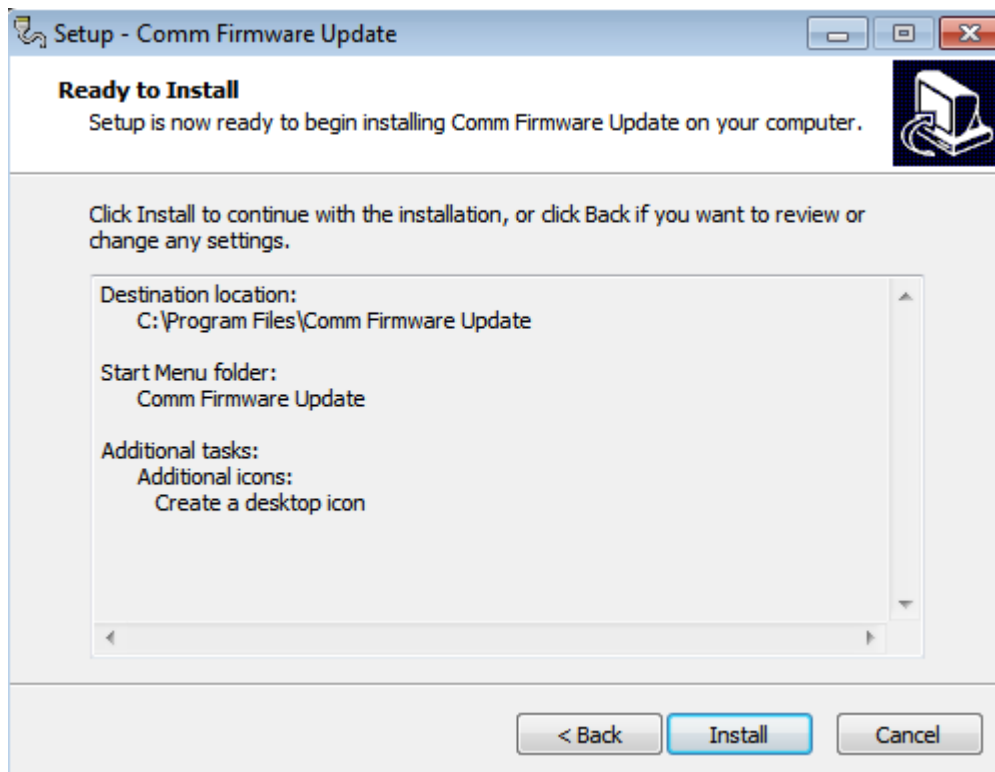 Setup - Comm Firmware Update
Ready to Install
Setup is now ready to begin installing Comm Firmware Update on your computer.
Click Install to continue with the installation, or click Back if you want to review or
change any settings.
Destination location:
C:\Program Files\Comm Firmware Update
Start Menu folder:
Comm Firmware Update
Additional tasks:
Additional icons:
Create a desktop icon
< Back
Install
Cancel